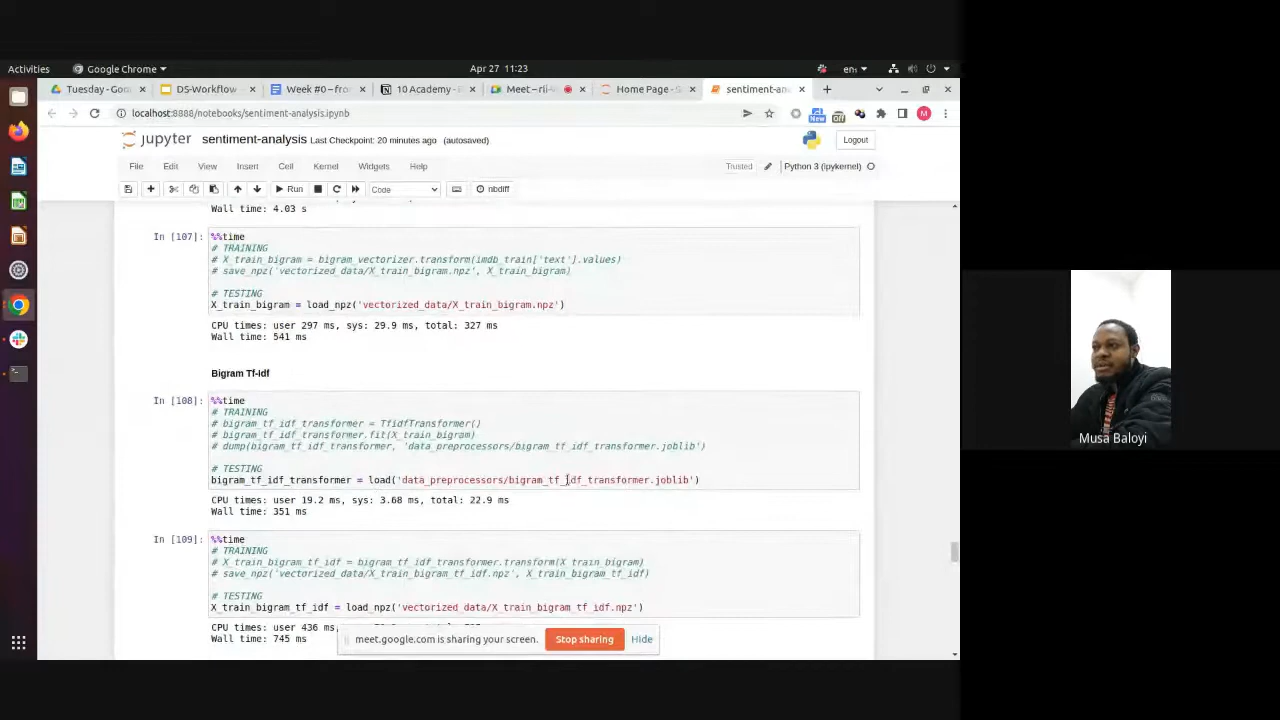 Activities
Google Chrome
Apr 27 11:23
en₁
Tuesday - Goo
DS-Workflow
Week #0 – fro
10 Academy -
Meet – rii-
Home Page - S
sentiment-an
localhost:8888/notebooks/sentiment-analysis.ipynb
New
Off
M
jupyter sentiment-analysis Last Checkpoint: 20 minutes ago (autosaved)
Logout
File Edit View Insert Cell Kernel Widgets Help
Trusted
Python 3 (ipykernel)
Run
Code
nbdiff
Wall time: 4.03 s
In [107]: %%time
# TRAINING
# X_train_bigram = bigram_vectorizer.transform(imdb_train['text'].values)
# save_npz('vectorized_data/X_train_bigram.npz', X_train_bigram)
# TESTING
X_train_bigram = load_npz('vectorized_data/X_train_bigram.npz')
CPU times: user 297 ms, sys: 29.9 ms, total: 327 ms
Wall time: 541 ms
Bigram Tf-Idf
In [108]: %%time
# TRAINING
# bigram_tf_idf_transformer = TfidfTransformer()
# bigram_tf_idf_transformer.fit(X_train_bigram)
# dump(bigram_tf_idf_transformer, 'data_preprocessors/bigram_tf_idf_transformer.joblib')
# TESTING
bigram_tf_idf_transformer = load('data_preprocessors/bigram_tf_idf_transformer.joblib')
CPU times: user 19.2 ms, sys: 3.68 ms, total: 22.9 ms
Wall time: 351 ms
In [109]: %%time
# TRAINING
# X_train_bigram_tf_idf = bigram_tf_idf_transformer.transform(X_train_bigram)
# save_npz('vectorized_data/X_train_bigram_tf_idf.npz', X_train_bigram_tf_idf)
# TESTING
X_train_bigram_tf_idf = load_npz('vectorized_data/X_train_bigram_tf_idf.npz')
CPU times: user 436 ms,
Wall time: 745 ms
meet.google.com is sharing your screen.
Stop sharing
Hide
Musa Baloyi